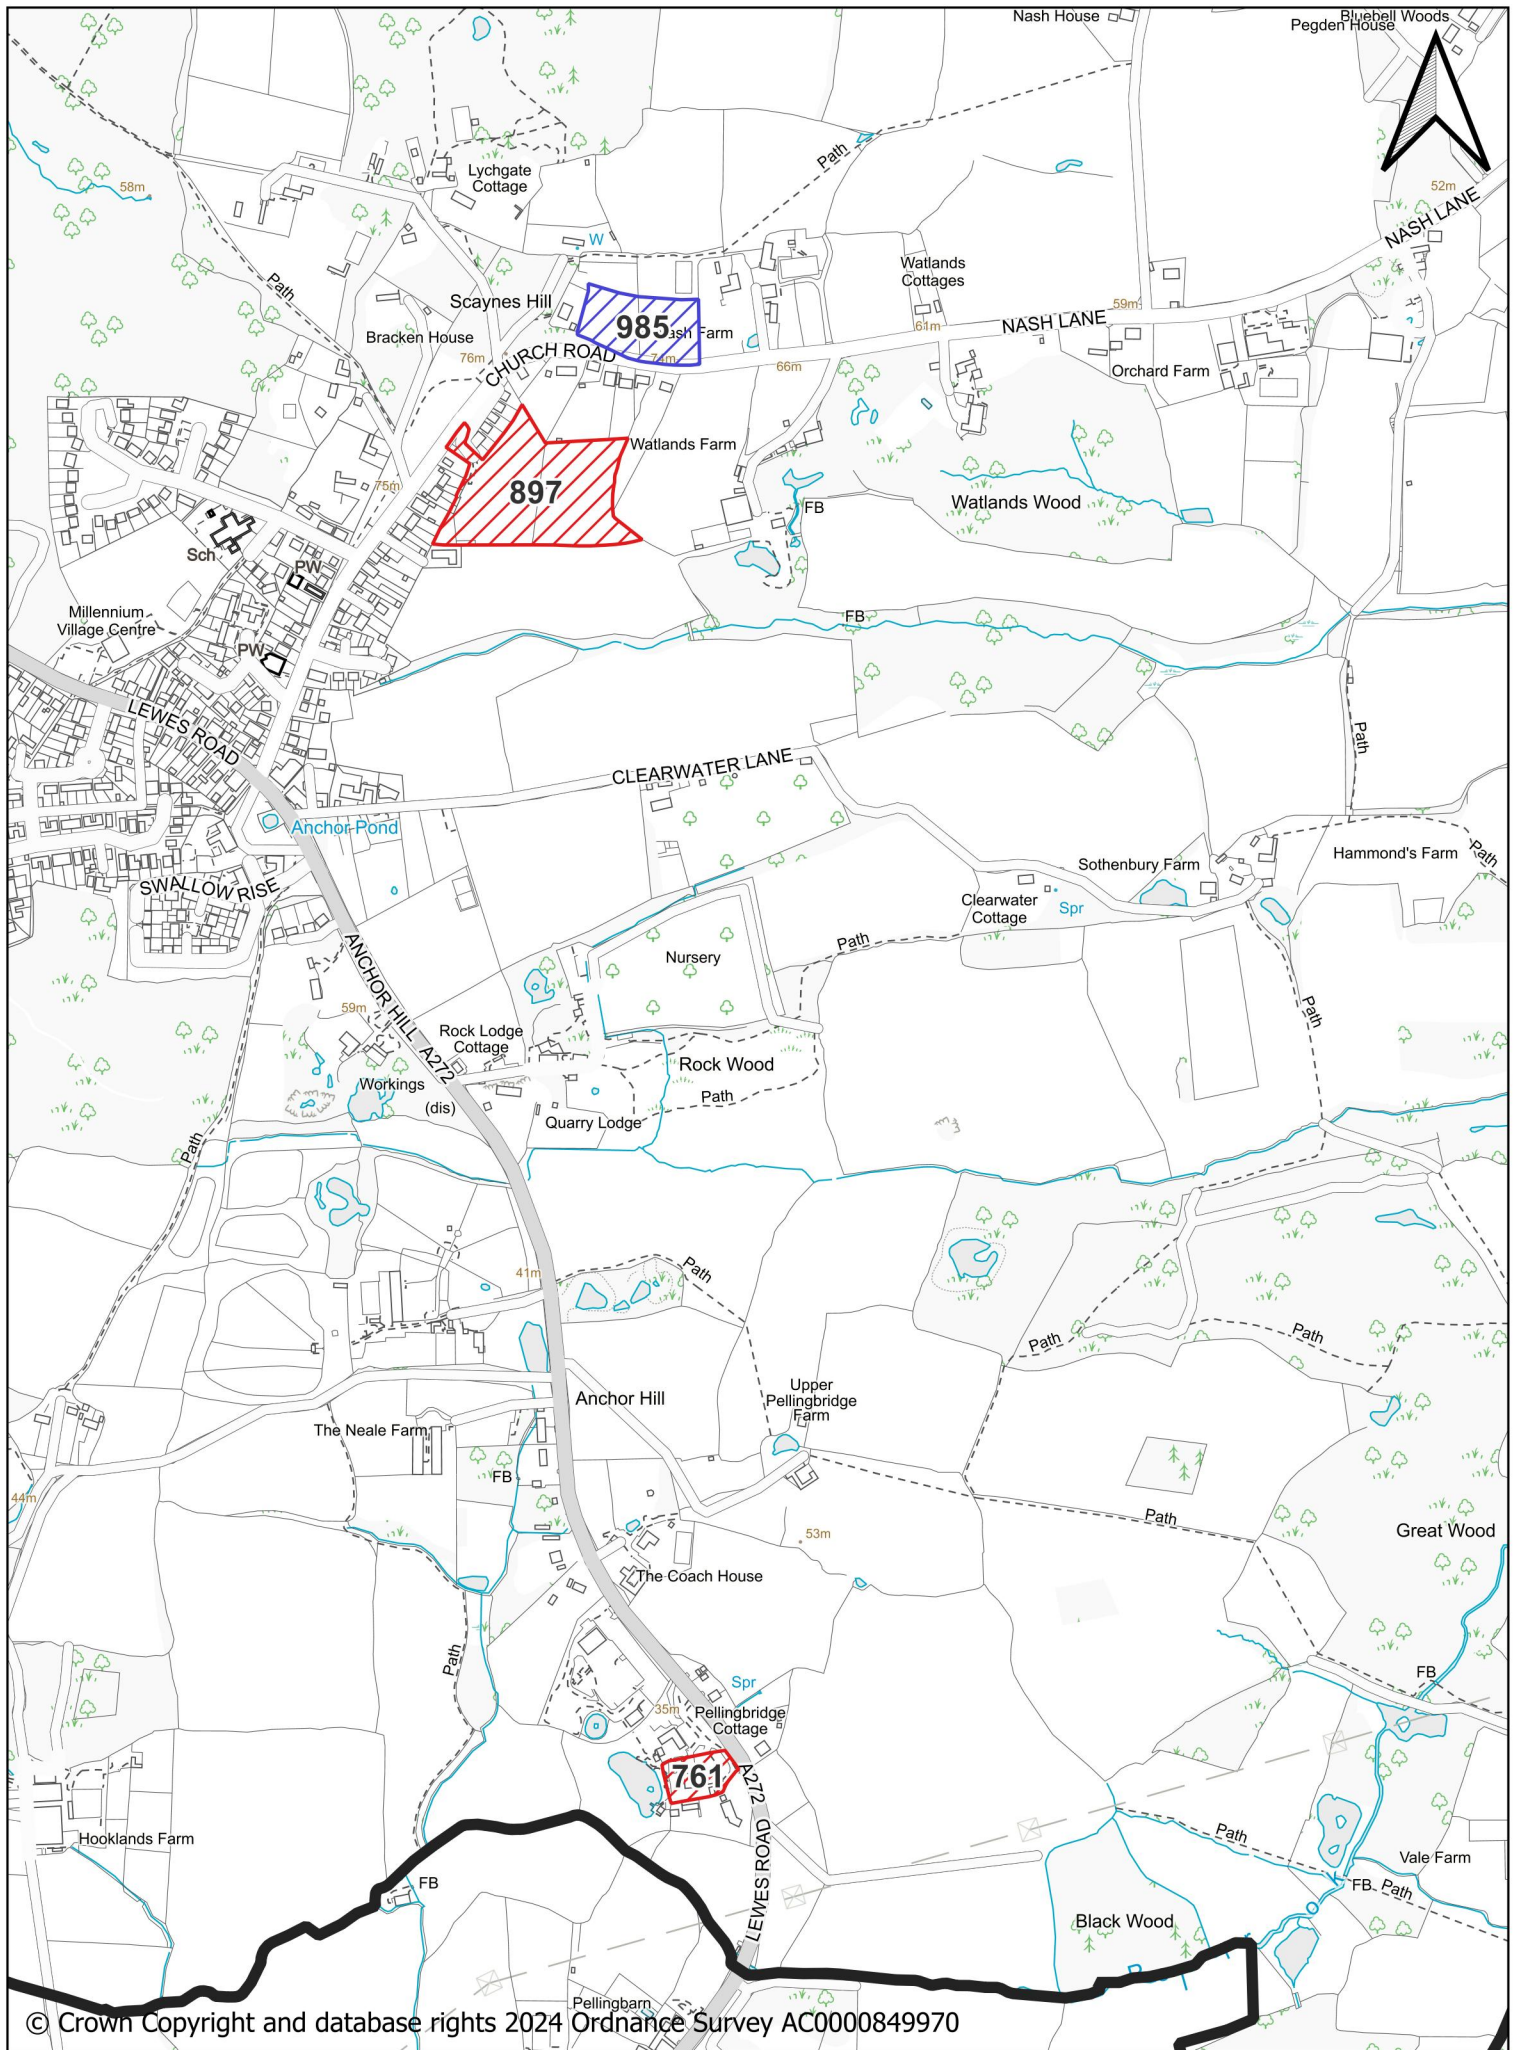 Nash House
Bluebell Woods
Pegden House
Path
Lychgate
Cottage
58m
52m
NASH LANE
W
Watlands
Cottages
Path
Scaynes Hill
59m
985
ash Farm
61m
NASH LANE
Bracken House
76m
CHURCH ROAD
74m
66m
Orchard Farm
Watlands Farm
75m
897
Watlands Wood
FB
Sch
PW
Millennium
Village Centre
FB
PW
LEWES ROAD
Path
CLEARWATER LANE
Anchor Pond
Hammond's Farm
Path
Sothenbury Farm
SWALLOW RISE
Clearwater
Cottage
Spr
Path
Nursery
ANCHOR HILL A272
59m
Path
Rock Lodge
Cottage
Rock Wood
Workings
(dis)
Path
Quarry Lodge
Path
41m
Path
Path
Path
Anchor Hill
Upper
Pellingbridge
Farm
The Neale Farm
FB
44m
Path
Great Wood
53m
The Coach House
Path
FB
Spr
35m
Pellingbridge
Cottage
761
A272
Path
Hooklands Farm
Vale Farm
LEWES ROAD
FB
FB
Path
Black Wood
Pellingbarn
© Crown Copyright and database rights 2024 Ordnance Survey AC0000849970